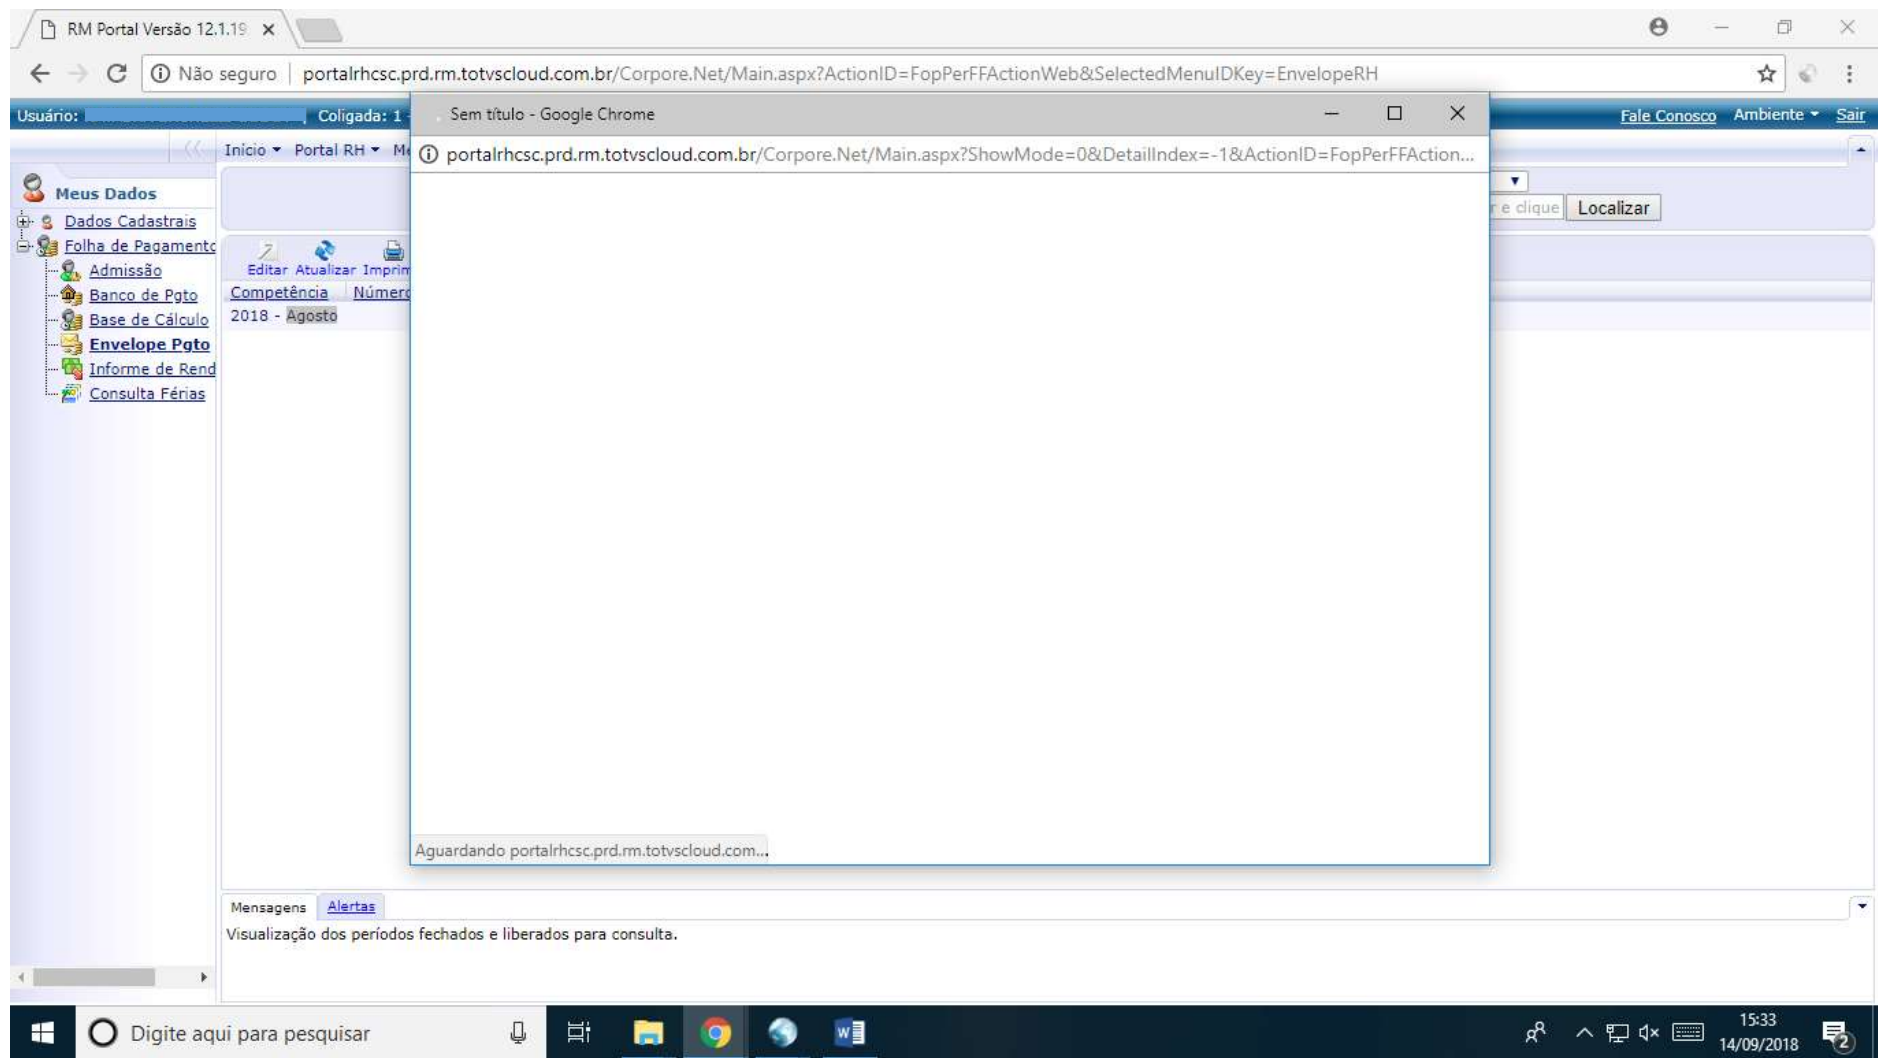 RM Portal Versão 12.1.19
Não seguro | portalrhcsc.prd.rm.totvscloud.com.br/Corpore.Net/Main.aspx?ActionID=FopPerFFActionWeb&SelectedMenuIDKey=EnvelopeRH
Usuário:
Coligada: 1 -
Fale Conosco Ambiente Sair
Sem título - Google Chrome
portalrhcsc.prd.rm.totvscloud.com.br/Corpore.Net/Main.aspx?ShowMode=0&DetailIndex=-1&ActionID=FopPerFFAction...
Início Portal RH
Meus Dados
Dados Cadastrais
Folha de Pagamento
Admissão
Banco de Pgto
Base de Cálculo
Envelope Pgto
Informe de Rend
Consulta Férias
e clique Localizar
Editar Atualizar Imprim
Competência Número
2018 - Agosto
Aguardando portalrhcsc.prd.rm.totvscloud.com...
Mensagens Alertas
Visualização dos períodos fechados e liberados para consulta.
Digite aqui para pesquisar
15:33
14/09/2018
2